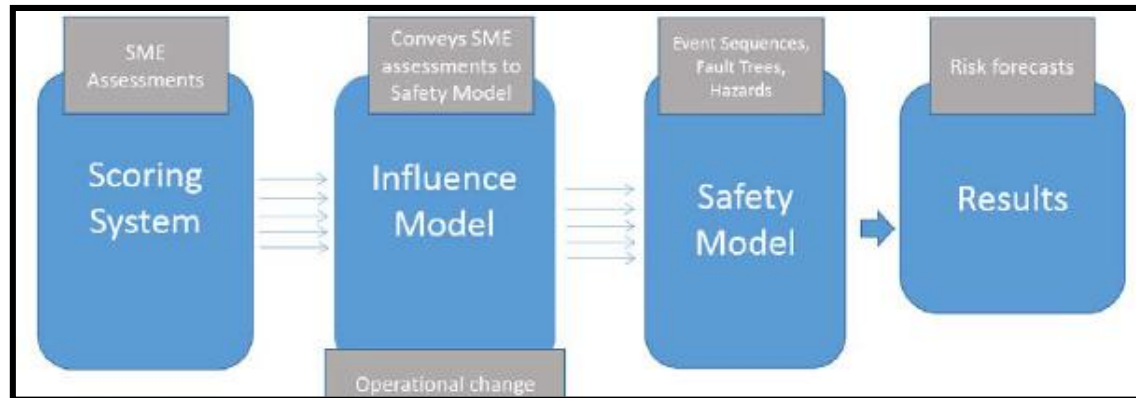 SME
Assessments
Scoring
System
Conveys SME
assessments to
Safety Model
Influence
Model
Operational change
Event Sequences,
Fault Trees,
Hazards
Safety
Model
Risk forecasts
Results